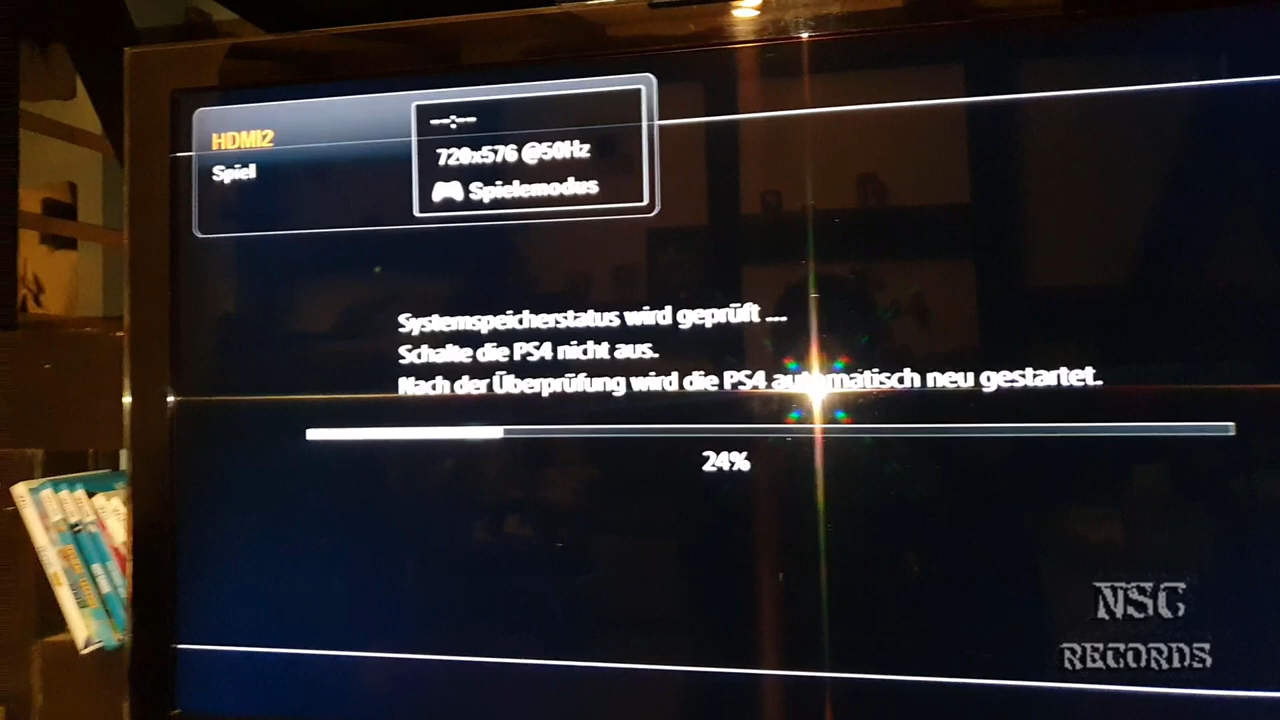 HDMI2
Spiel
--:--
720x576 @50Hz
Spielemodus
Systemspeicherstatus wird geprüft ...
Schalte die PS4 nicht aus.
Nach der Überprüfung wird die PS4 automatisch neu gestartet.
24%
NSC
RECORDS